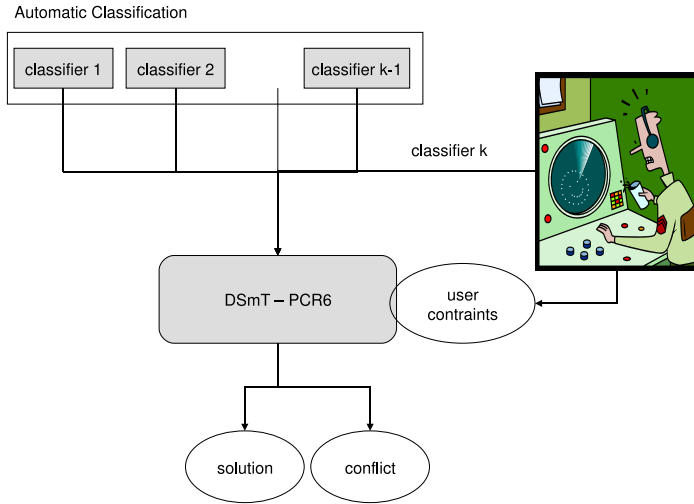 Automatic Classification
classifier 1
classifier 2
classifier k-1
classifier k
DSmT – PCR6
user
contraints
solution
conflict